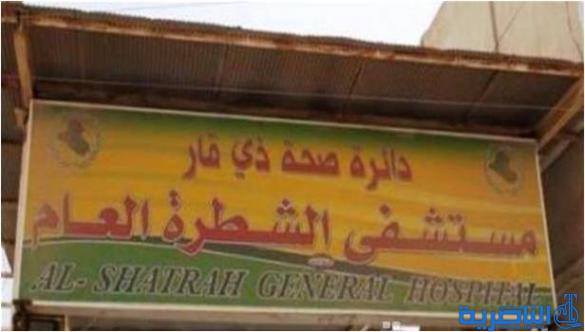 دائرة صحة ذي قار
مستشفى الشطرة العام
AL- SHATRAH GENERAL HOSPITAL
الناصرية